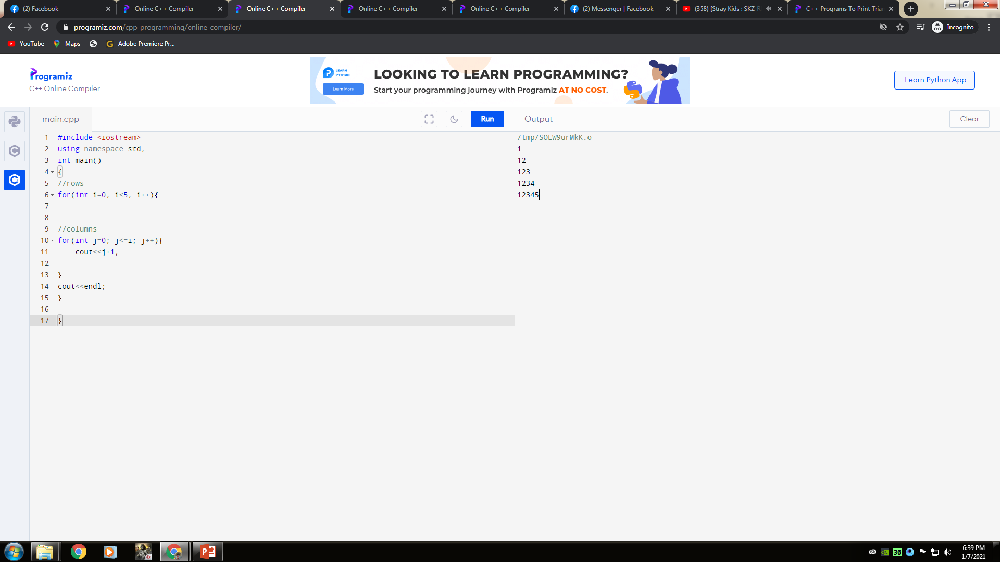 (2) Facebook
Online C++ Compiler
Online C++ Compiler
Online C++ Compiler
Online C++ Compiler
(2) Messenger | Facebook
(358) [Stray Kids : SKZ-R
C++ Programs To Print Trian
programiz.com/cpp-programming/online-compiler/
Incognito
YouTube
Maps
Adobe Premiere Pr...
Programiz
C++ Online Compiler
LEARN
PYTHON
Learn More
LOOKING TO LEARN PROGRAMMING?
Start your programming journey with Programiz AT NO COST.
Learn Python App
main.cpp
Run
Output
Clear
1 #include <iostream>
2 using namespace std;
3 int main()
4 {
5 //rows
6 for(int i=0; i<5; i++){
7
8
9 //columns
10 for(int j=0; j<=i; j++){
11     cout<<j+1;
12
13 }
14 cout<<endl;
15 }
16
17 }
/tmp/SOLW9urMkK.o
1
12
123
1234
12345
36
6:39 PM
1/7/2021